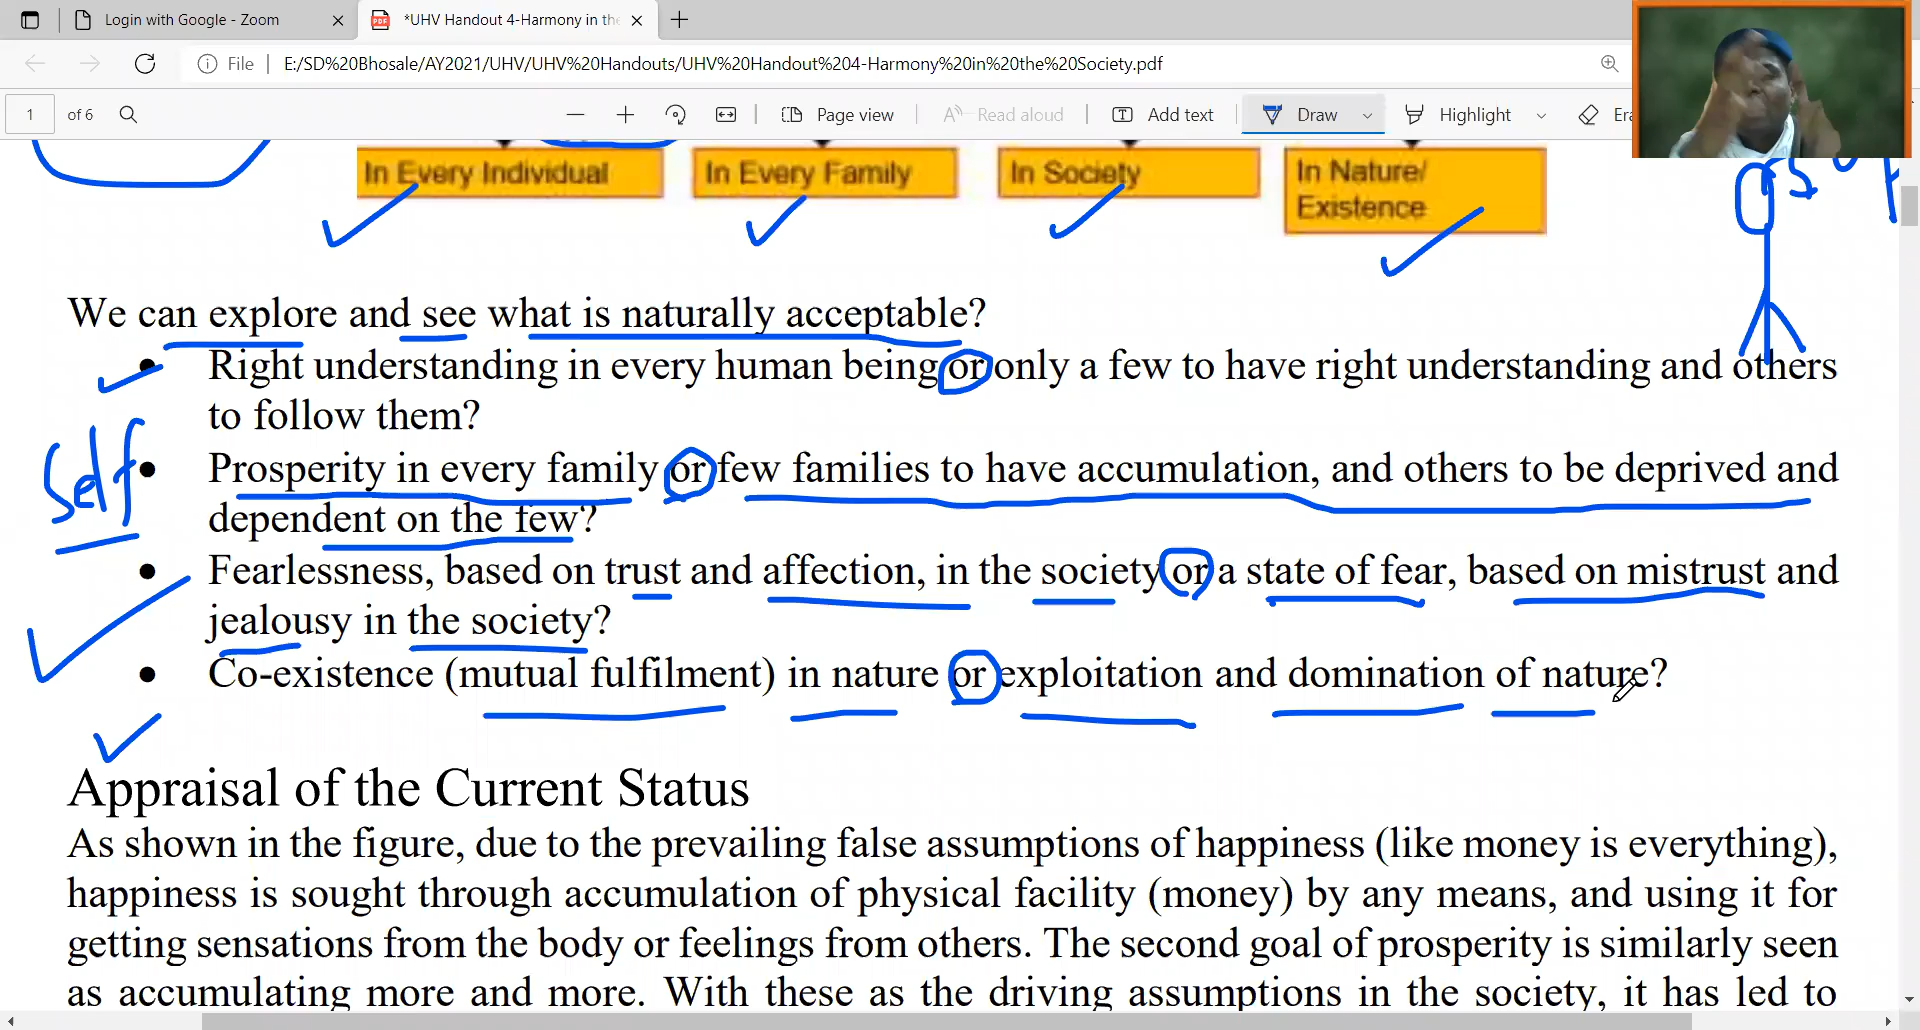 Login with Google - Zoom
*UHV Handout 4-Harmony in the
File
E:/SD%20Bhosale/AY2021/UHV/UHV%20Handouts/UHV%20Handout%204-Harmony%20in%20the%20Society.pdf
1 of 6 Page view Read aloud Add text Draw Highlight Era
In Every Individual In Every Family In Society In Nature/
Existence
We can explore and see what is naturally acceptable?
• Right understanding in every human being or only a few to have right understanding and others
to follow them?
Self
• Prosperity in every family or few families to have accumulation, and others to be deprived and
dependent on the few?
• Fearlessness, based on trust and affection, in the society or a state of fear, based on mistrust and
jealousy in the society?
• Co-existence (mutual fulfilment) in nature or exploitation and domination of nature?
Appraisal of the Current Status
As shown in the figure, due to the prevailing false assumptions of happiness (like money is everything),
happiness is sought through accumulation of physical facility (money) by any means, and using it for
getting sensations from the body or feelings from others. The second goal of prosperity is similarly seen
as accumulating more and more. With these as the driving assumptions in the society, it has led to